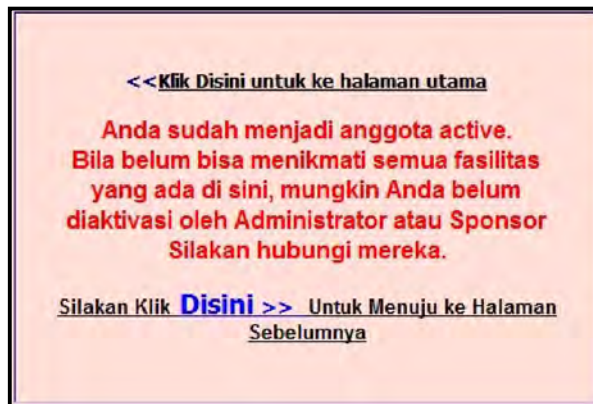 <<Klik Disini untuk ke halaman utama
Anda sudah menjadi anggota active.
Bila belum bisa menikmati semua fasilitas
yang ada di sini, mungkin Anda belum
diaktivasi oleh Administrator atau Sponsor
Silakan hubungi mereka.
Silakan Klik Disini >> Untuk Menuju ke Halaman
Sebelumnya